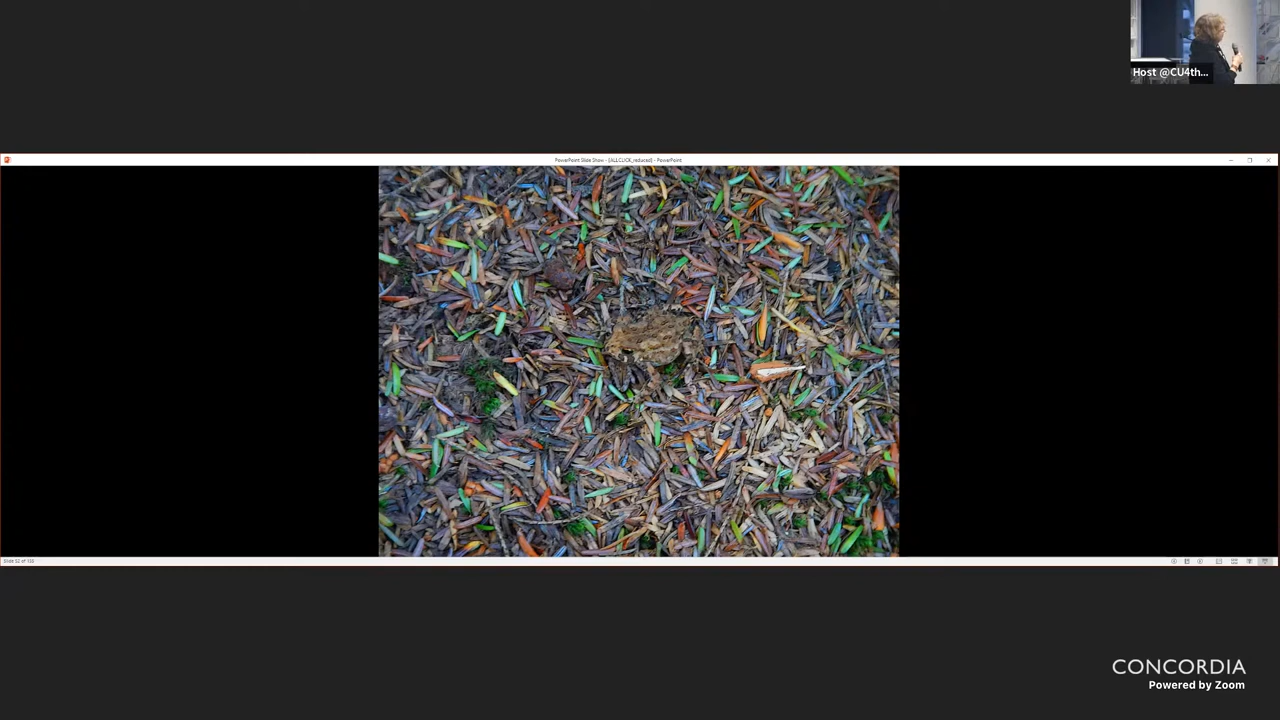 Host @CU4th...
PowerPoint Slide Show - [ALLCLICK_reduced] - PowerPoint
CONCORDIA
Powered by Zoom